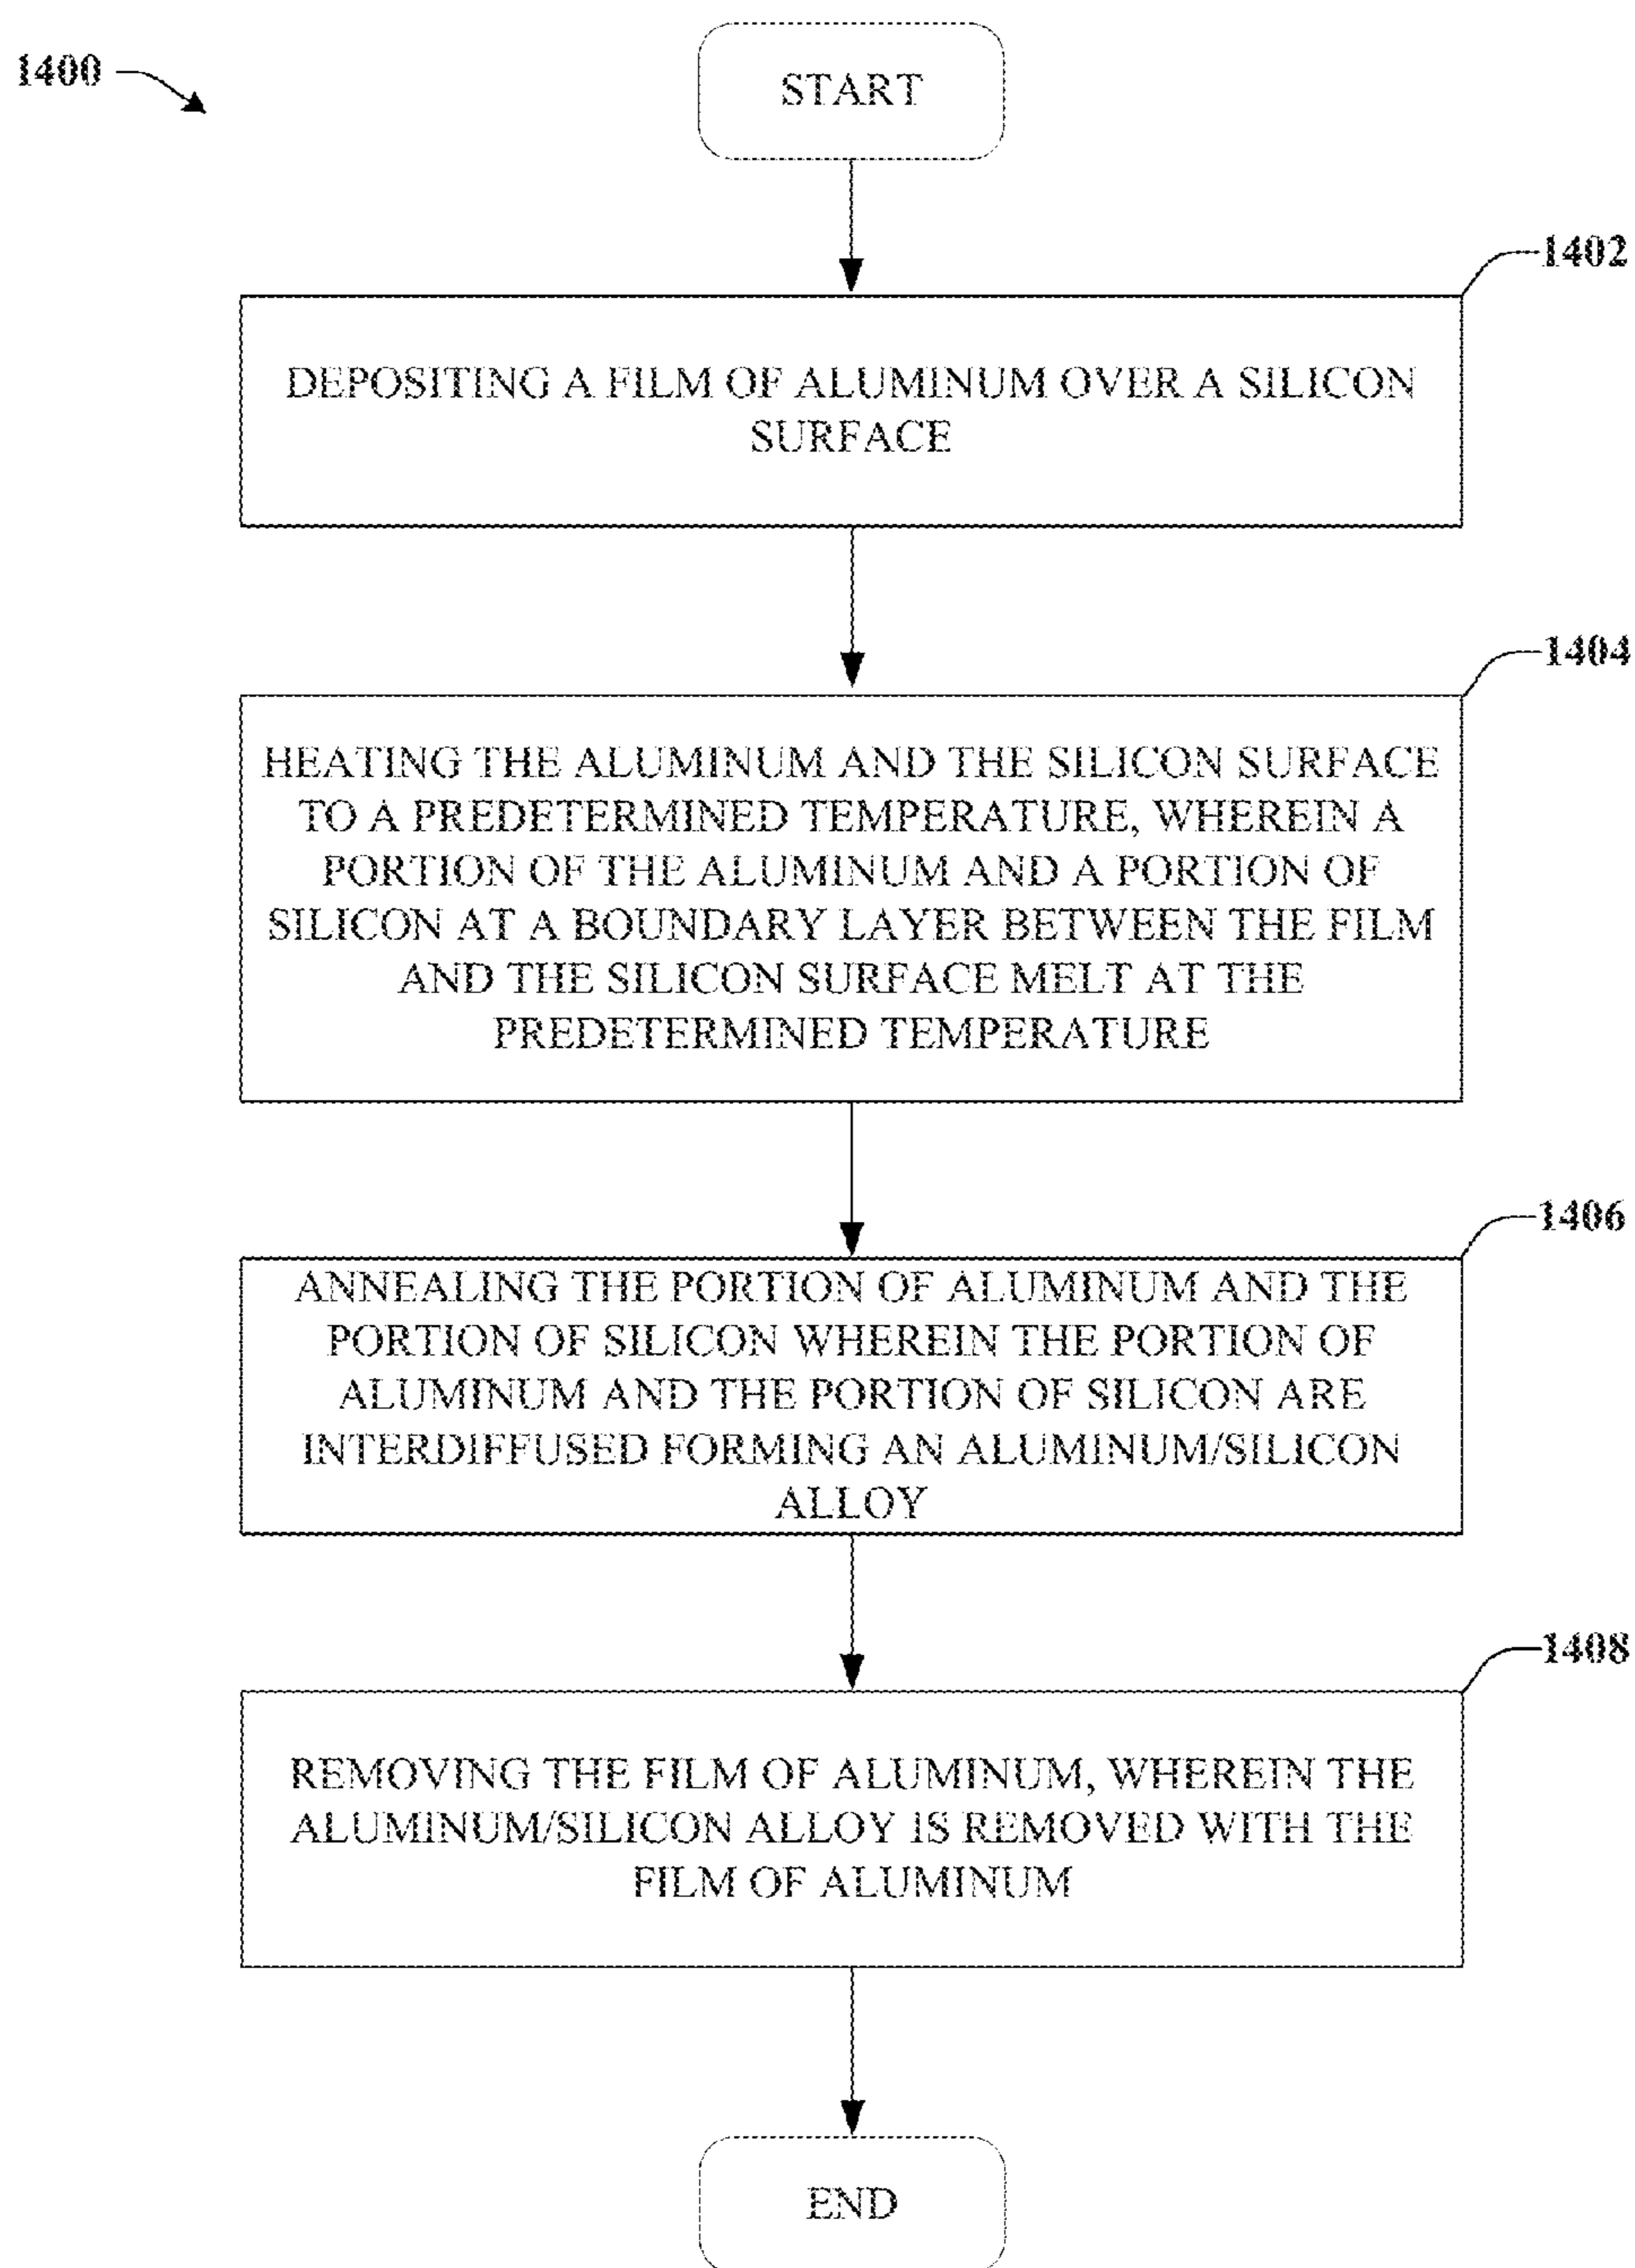 1400
START
1402
DEPOSITING A FILM OF ALUMINUM OVER A SILICON
SURFACE
1404
HEATING THE ALUMINUM AND THE SILICON SURFACE
TO A PREDETERMINED TEMPERATURE, WHEREIN A
PORTION OF THE ALUMINUM AND A PORTION OF
SILICON AT A BOUNDARY LAYER BETWEEN THE FILM
AND THE SILICON SURFACE MELT AT THE
PREDETERMINED TEMPERATURE
1406
ANNEALING THE PORTION OF ALUMINUM AND THE
PORTION OF SILICON WHEREIN THE PORTION OF
ALUMINUM AND THE PORTION OF SILICON ARE
INTERDIFFUSED FORMING AN ALUMINUM/SILICON
ALLOY
1408
REMOVING THE FILM OF ALUMINUM, WHEREIN THE
ALUMINUM/SILICON ALLOY IS REMOVED WITH THE
FILM OF ALUMINUM
END